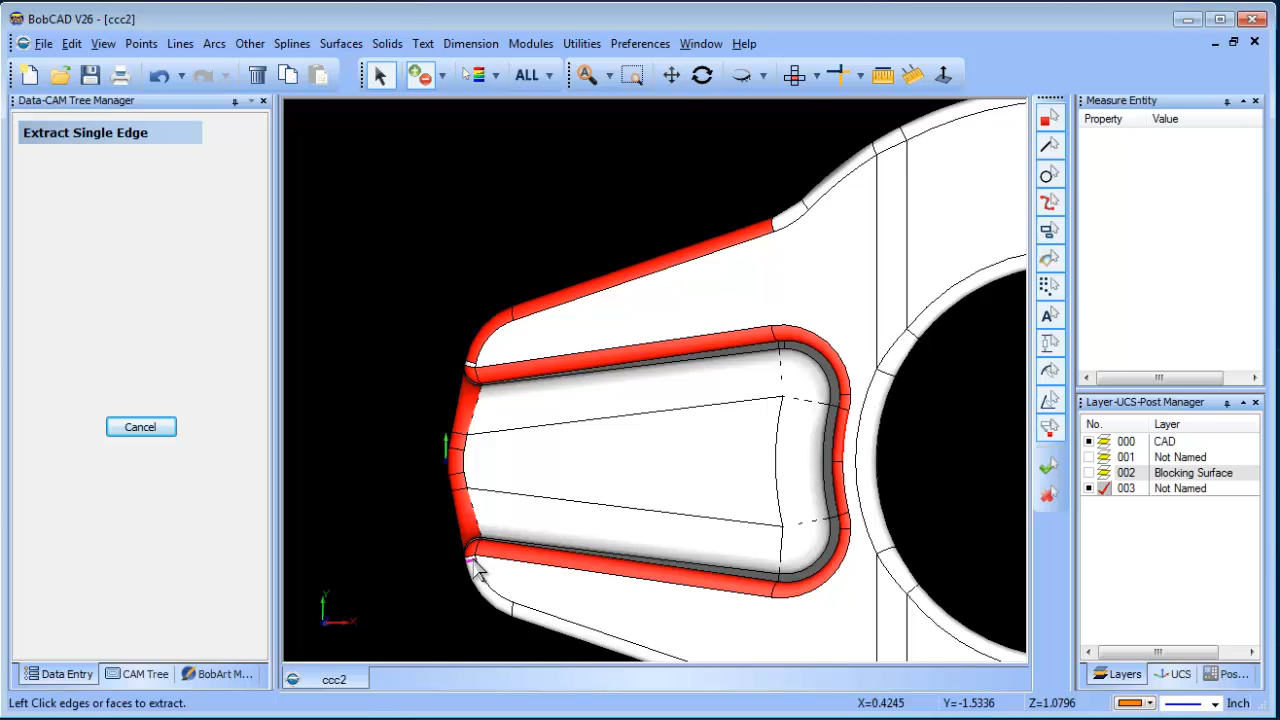 BobCAD V26 - [ccc2]
File Edit View Points Lines Arcs Other Splines Surfaces Solids Text Dimension Modules Utilities Preferences Window Help
ALL
Data-CAM Tree Manager
Extract Single Edge
Cancel
Data Entry CAM Tree BobArt M...
Y
X
A
ccc2
Measure Entity
Property Value
Layer-UCS-Post Manager
No. Layer
000 CAD
001 Not Named
002 Blocking Surface
003 Not Named
Layers UCS Pos...
Left Click edges or faces to extract. X=0.4245 Y=-1.5336 Z=1.0796 Inch